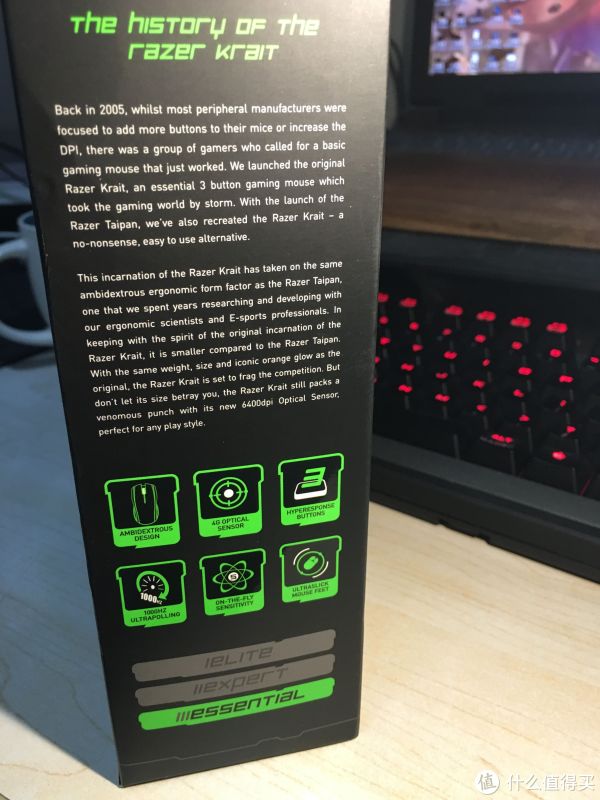 The history of the
razer krait
Back in 2005, whilst most peripheral manufacturers were
focused to add more buttons to their mice or increase the
DPI, there was a group of gamers who called for a basic
gaming mouse that just worked. We launched the original
Razer Krait, an essential 3 button gaming mouse which
took the gaming world by storm. With the launch of the
Razer Taipan, we've also recreated the Razer Krait – a
no-nonsense, easy to use alternative.
This incarnation of the Razer Krait has taken on the same
ambidextrous ergonomic form factor as the Razer Taipan,
one that we spent years researching and developing with
our ergonomic scientists and E-sports professionals. In
keeping with the spirit of the original incarnation of the
Razer Krait, it is smaller compared to the Razer Taipan.
With the same weight, size and iconic orange glow as the
original, the Razer Krait is set to frag the competition. But
don't let its size betray you, the Razer Krait still packs a
venomous punch with its new 6400dpi Optical Sensor,
perfect for any play style.
AMBIDEXTROUS
DESIGN
4G OPTICAL
SENSOR
3
HYPERESPONSE
BUTTONS
1000Hz
1000HZ
ULTRAPOLLING
ON-THE-FLY
SENSITIVITY
ULTRASLICK
MOUSE FEET
ELITE
EXPERT
ESSENTIAL
值 什么值得买